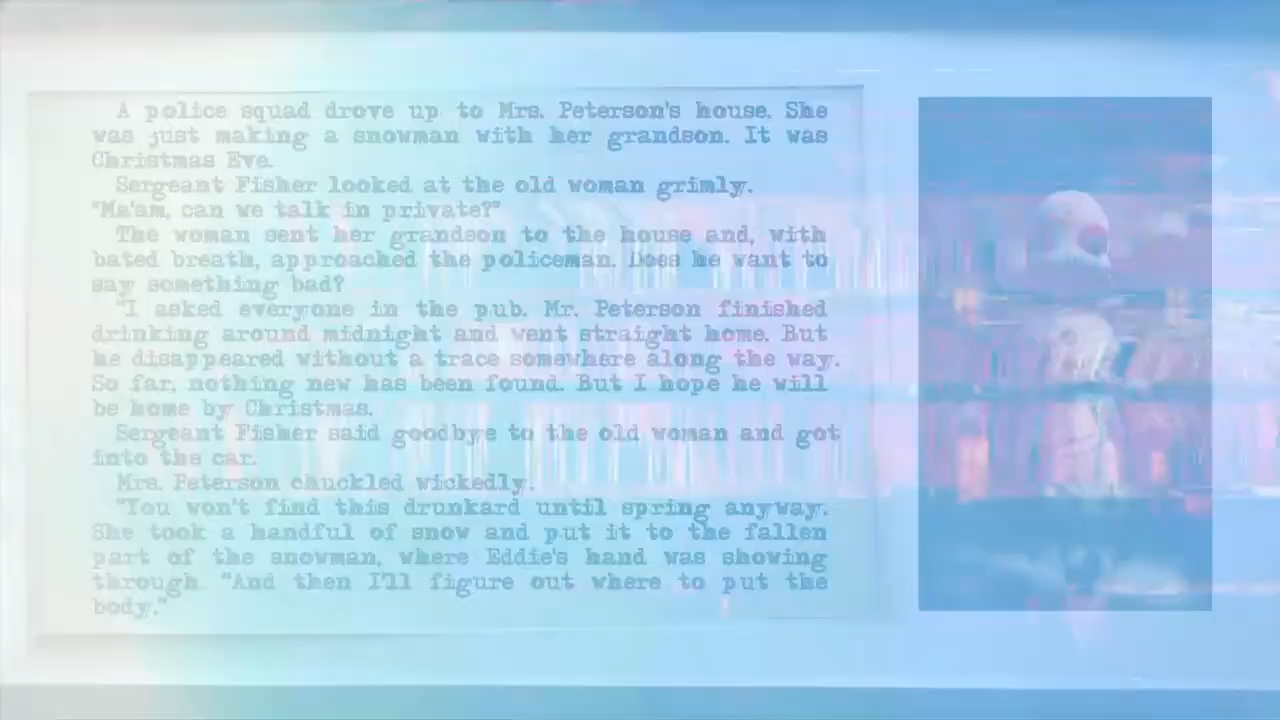 A police squad drove up to Mrs. Peterson's house. She
was just making a snowman with her grandson. It was
Christmas Eve.
Sergeant Fisher looked at the old woman grimly.
"Ma'am, can we talk in private?"
The woman sent her grandson to the house and, with
bated breath, approached the policeman. Does he want to
say something bad?
"I asked everyone in the pub. Mr. Peterson finished
drinking around midnight and went straight home. But
he disappeared without a trace somewhere along the way.
So far, nothing new has been found. But I hope he will
be home by Christmas.
Sergeant Fisher said goodbye to the old woman and got
into the car.
Mrs. Peterson chuckled wickedly.
"You won't find this drunkard until spring anyway.
She took a handful of snow and put it to the fallen
part of the snowman, where Eddie's hand was showing
through. "And then I'll figure out where to put the
body."